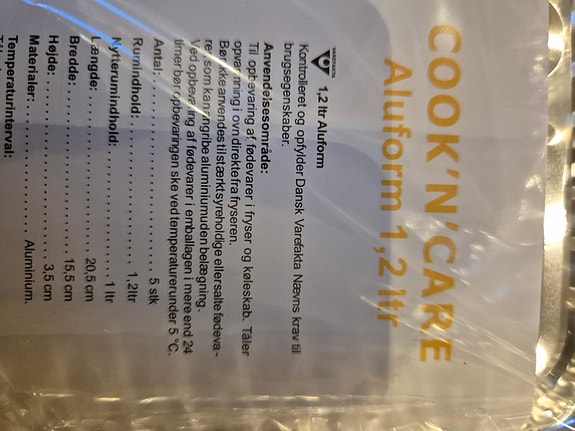 COOK'N'CARE
Aluform 1,2 ltr
VAREFAKTA
1,2 ltr Aluform
Kontrolleret og opfylder Dansk Varefakta Nævns krav til
brugsegenskaber.
Anvendelsesområde:
Til opbevaring af fødevarer i fryser og køleskab. Tåler
opvarmning i ovn direkte fra fryseren.
Bør ikke anvendes til stærkt syreholdige eller salte fødeva-
rer, som kan angribe aluminium uden belægning.
Ved opbevaring af fødevarer i emballagen i mere end 24
timer bør opbevaringen ske ved temperaturer under 5 °C.
Antal: . . . . . . . . . . . . . . . . . . . . . 5 stk
Rumindhold: . . . . . . . . . . . . . . . 1,2ltr
Nytterumindhold: . . . . . . . . . . . . 1 ltr
Længde: . . . . . . . . . . . . . . . . . 20,5 cm
Bredde: . . . . . . . . . . . . . . . . . 15,5 cm
Højde: . . . . . . . . . . . . . . . . . . . 3,5 cm
Materialer: . . . . . . . . . . Aluminium.
Temperaturinterval: